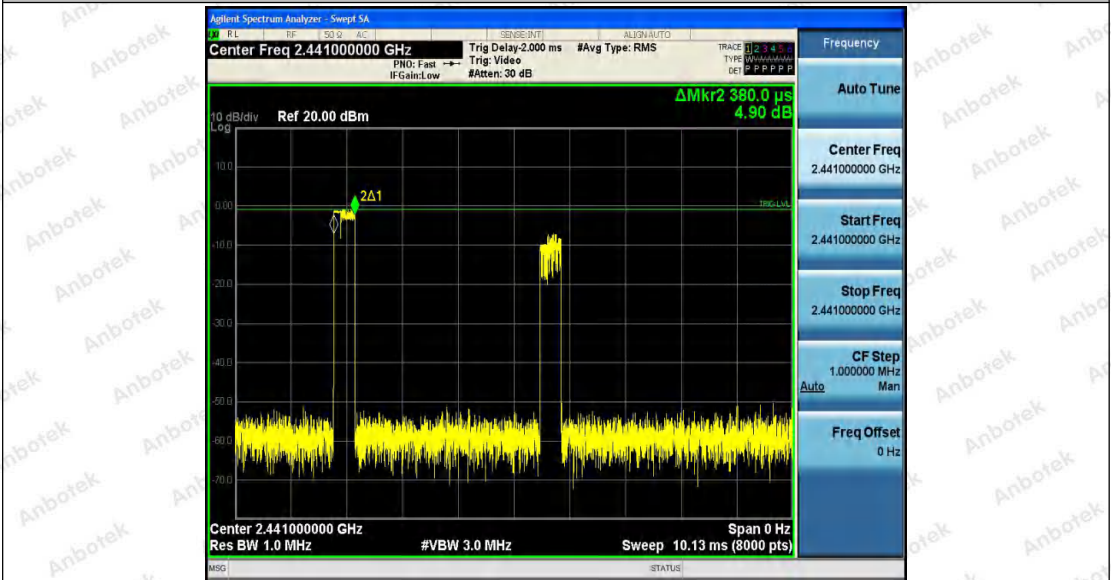 Agilent Spectrum Analyzer - Swept SA
RL RF 50 Ω AC SENSE:INT ALIGN AUTO
Center Freq 2.441000000 GHz
PNO: Fast
IFGain:Low
Trig Delay-2.000 ms
Trig: Video
#Atten: 30 dB
#Avg Type: RMS
TRACE 1 2 3 4 5 6
TYPE
DET P P P P P P
ΔMkr2 380.0 µs
4.90 dB
10 dB/div Ref 20.00 dBm
Log
10.0
0.00
-10.0
-20.0
-30.0
-40.0
-50.0
-60.0
-70.0
2Δ1
TRIG LVL
Center 2.441000000 GHz
Span 0 Hz
Res BW 1.0 MHz
#VBW 3.0 MHz
Sweep 10.13 ms (8000 pts)
MSG
STATUS
Frequency
Auto Tune
Center Freq
2.441000000 GHz
Start Freq
2.441000000 GHz
Stop Freq
2.441000000 GHz
CF Step
1.000000 MHz
Auto Man
Freq Offset
0 Hz
Anbotek